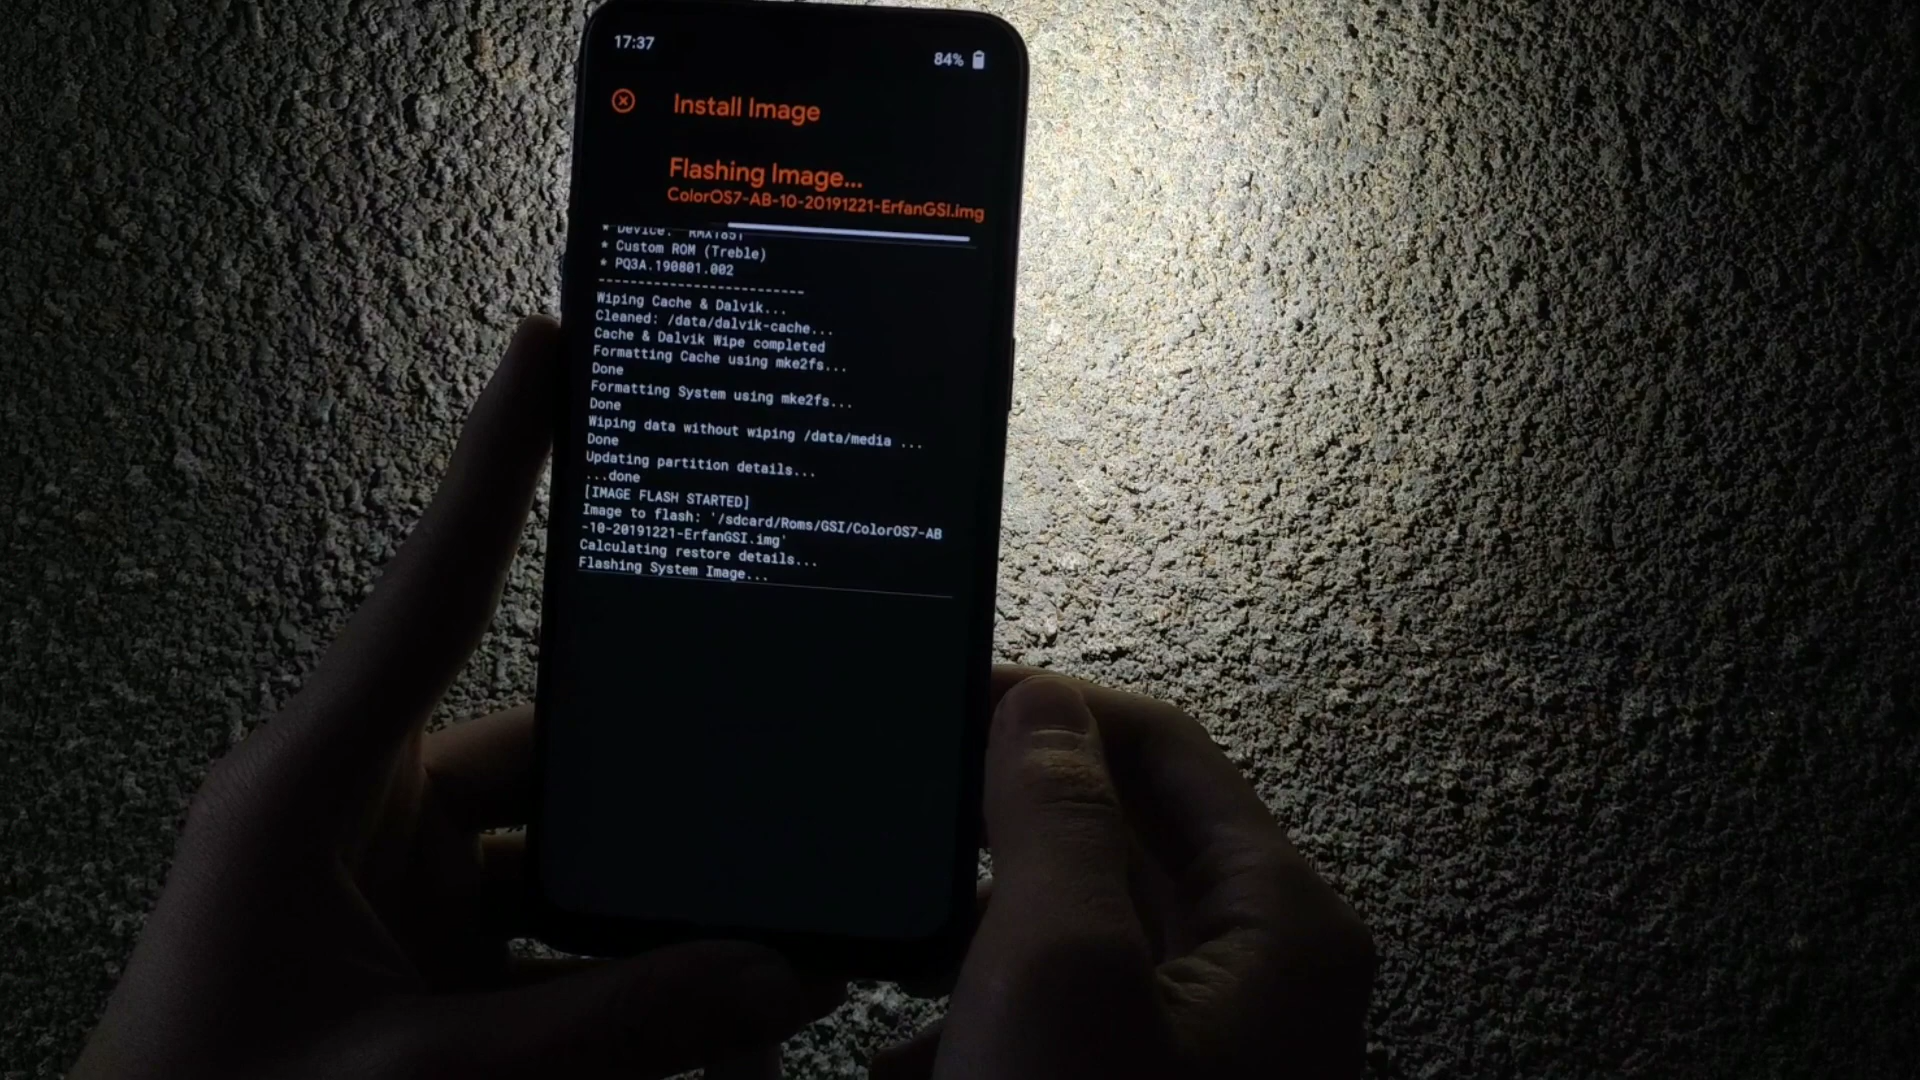 17:37
84%
Install Image
Flashing Image...
ColorOS7-AB-10-20191221-ErfanGSI.img
* Device: RMX1851
* Custom ROM (Treble)
* PQ3A.190801.002
--------------------------
Wiping Cache & Dalvik...
Cleaned: /data/dalvik-cache...
Cache & Dalvik Wipe completed
Formatting Cache using mke2fs...
Done
Formatting System using mke2fs...
Done
Wiping data without wiping /data/media ...
Done
Updating partition details...
...done
[IMAGE FLASH STARTED]
Image to flash: '/sdcard/Roms/GSI/ColorOS7-AB
-10-20191221-ErfanGSI.img'
Calculating restore details...
Flashing System Image...